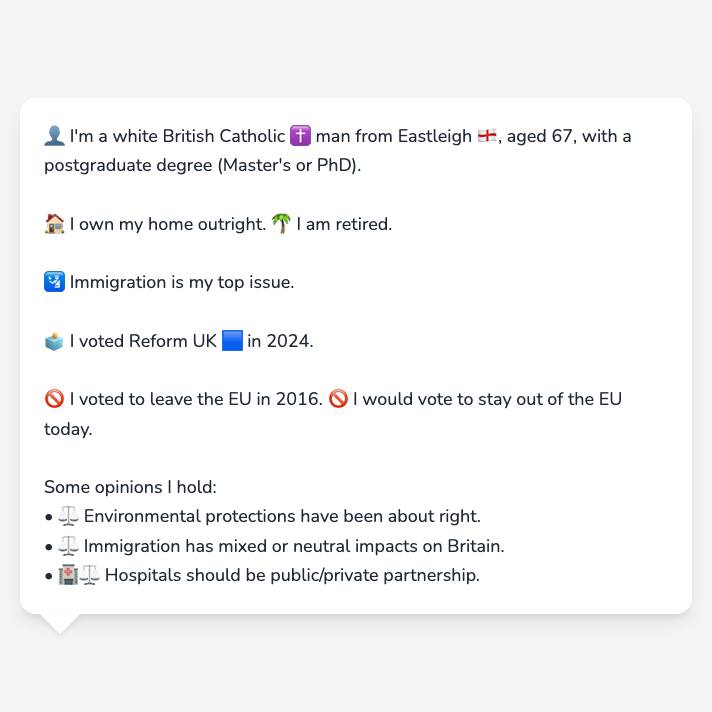 👤 I'm a white British Catholic ✝️ man from Eastleigh 🏴󠁧󠁢󠁥󠁮󠁧󠁿, aged 67, with a
postgraduate degree (Master's or PhD).
🏠 I own my home outright. 🌴 I am retired.
🛂 Immigration is my top issue.
🗳️ I voted Reform UK 🟦 in 2024.
🚫 I voted to leave the EU in 2016. 🚫 I would vote to stay out of the EU
today.
Some opinions I hold:
• ⚖️ Environmental protections have been about right.
• ⚖️ Immigration has mixed or neutral impacts on Britain.
• 🏥⚖️ Hospitals should be public/private partnership.